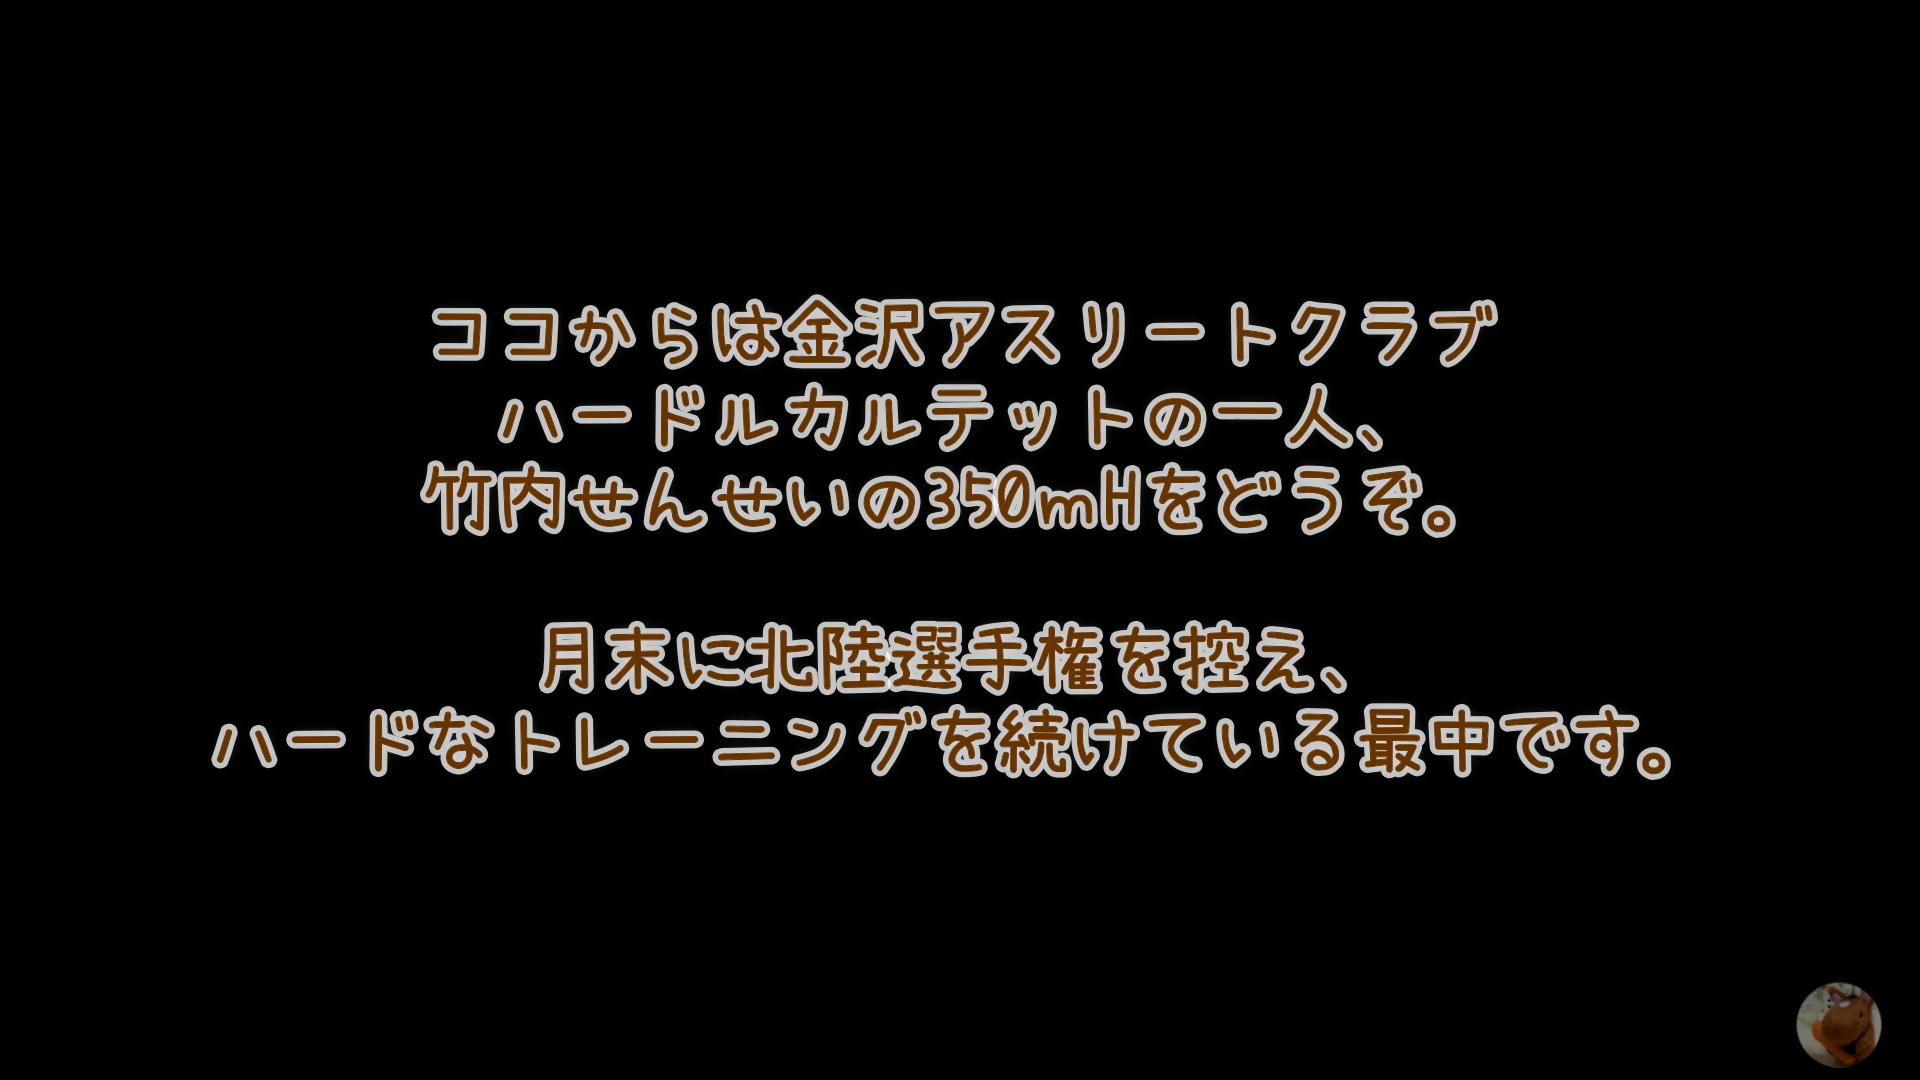 ココからは金沢アスリートクラブ
ハードルカルテットの一人、
竹内せんせいの350mHをどうぞ。
月末に北陸選手権を控え、
ハードなトレーニングを続けている最中です。